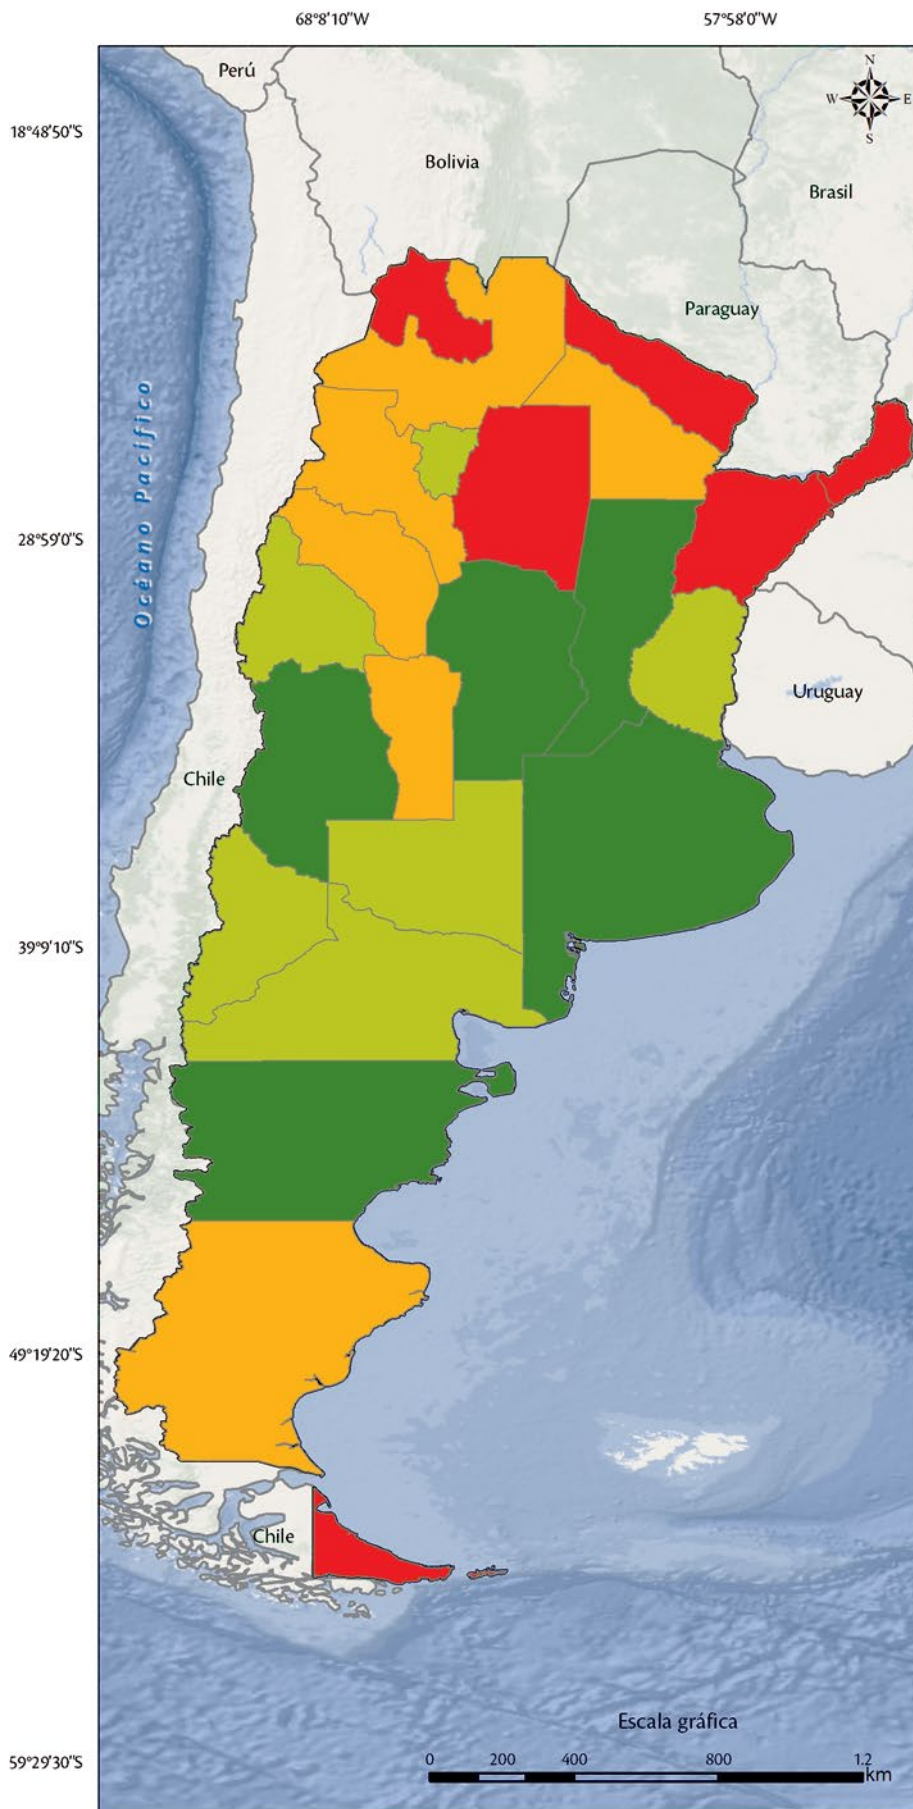 68°8'10"W 57°58'0"W
Perú
N
W E
S
18°48'50"S
Bolivia
Brasil
Paraguay
Océano Pacífico
28°59'0"S
Uruguay
Chile
39°9'10"S
49°19'20"S
Chile
Escala gráfica
59°29'30"S
0 200 400 800 1.2
km